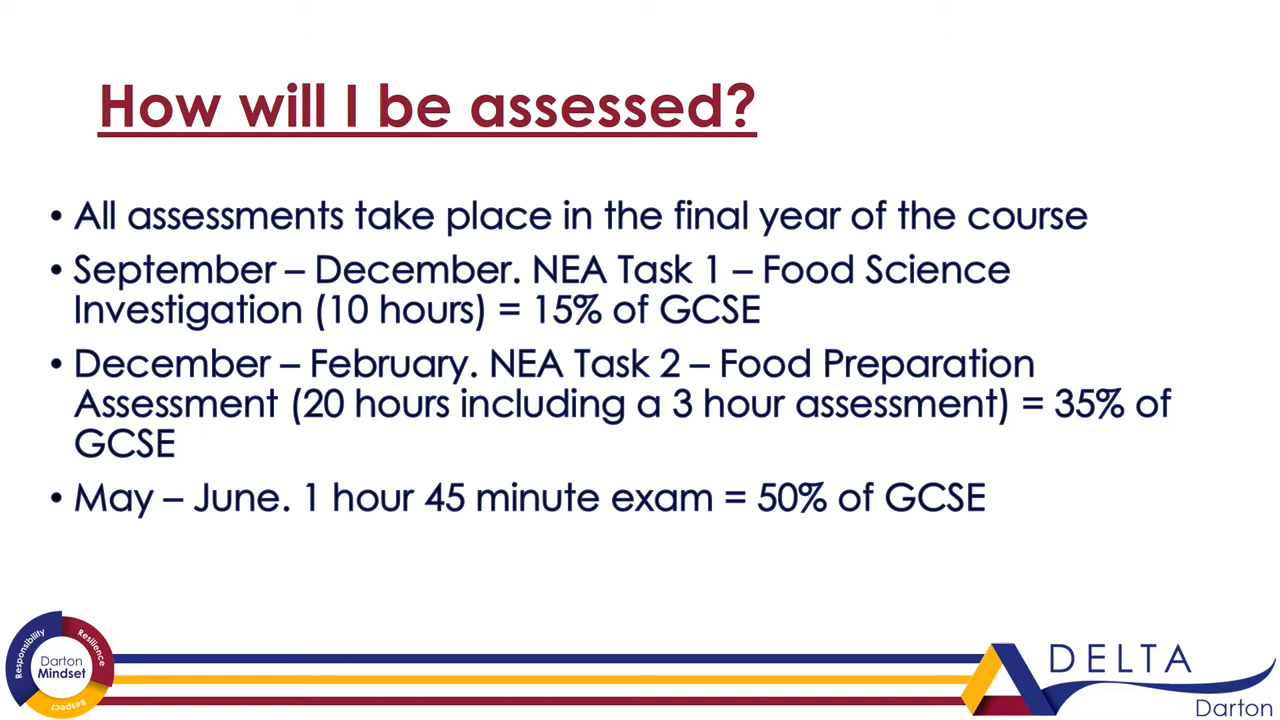 How will I be assessed?
• All assessments take place in the final year of the course
• September – December. NEA Task 1 – Food Science
Investigation (10 hours) = 15% of GCSE
• December – February. NEA Task 2 – Food Preparation
Assessment (20 hours including a 3 hour assessment) = 35% of
GCSE
• May – June. 1 hour 45 minute exam = 50% of GCSE
Responsibility
Resilience
Darton
Mindset
Respect
DELTA
Darton